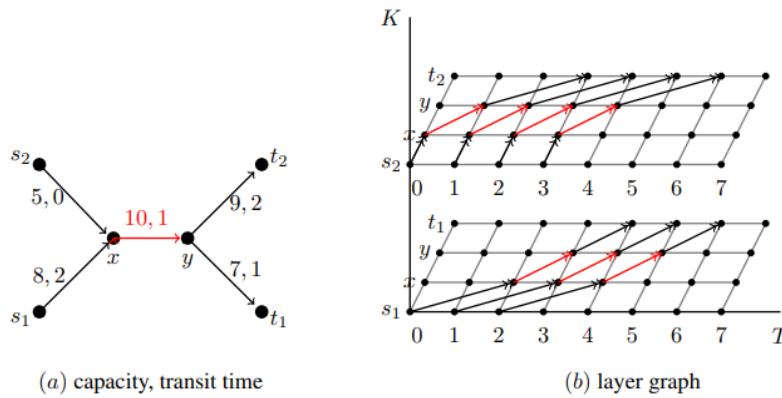 K
t₂
y
x
s₂
0 1 2 3 4 5 6 7
t₁
y
x
s₁
0 1 2 3 4 5 6 7 T
s₂ t₂
5, 0 9, 2
10, 1
x y
8, 2 7, 1
s₁ t₁
(a) capacity, transit time
(b) layer graph